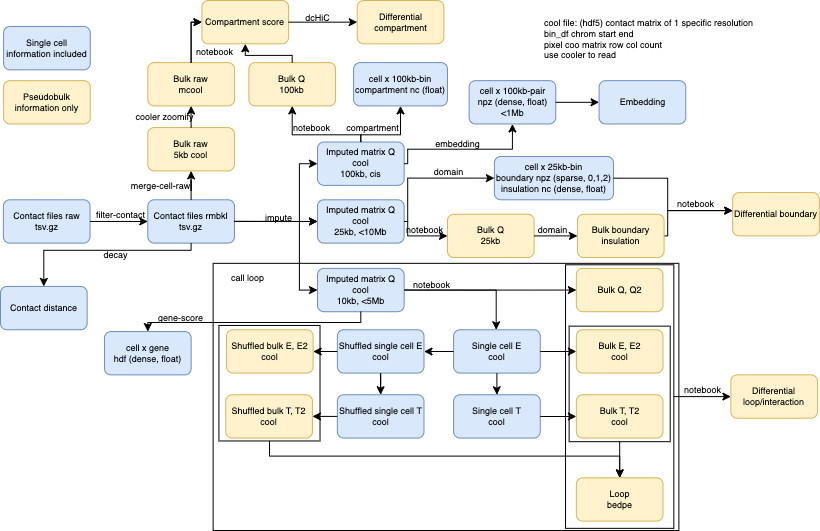 Single cell
information included
Pseudobulk
information only
Compartment score
dcHiC
Differential
compartment
cool file: (hdf5) contact matrix of 1 specific resolution
bin_df chrom start end
pixel coo matrix row col count
use cooler to read
notebook
Bulk raw
mcool
Bulk Q
100kb
cell x 100kb-bin
compartment nc (float)
cell x 100kb-pair
npz (dense, float)
<1Mb
Embedding
cooler zoomify
notebook
compartment
Bulk raw
5kb cool
embedding
Imputed matrix Q
cool
100kb, cis
merge-cell-raw
domain
cell x 25kb-bin
boundary npz (sparse, 0,1,2)
insulation nc (dense, float)
notebook
Differential boundary
Contact files raw
tsv.gz
filter-contact
Contact files rmbkl
tsv.gz
impute
Imputed matrix Q
cool
25kb, <10Mb
notebook
Bulk Q
25kb
domain
Bulk boundary
insulation
decay
Contact distance
call loop
Imputed matrix Q
cool
10kb, <5Mb
notebook
Bulk Q, Q2
gene-score
cell x gene
hdf (dense, float)
Shuffled bulk E, E2
cool
Shuffled single cell E
cool
Single cell E
cool
Bulk E, E2
cool
notebook
Differential
loop/interaction
Shuffled bulk T, T2
cool
Shuffled single cell T
cool
Single cell T
cool
Bulk T, T2
cool
Loop
bedpe